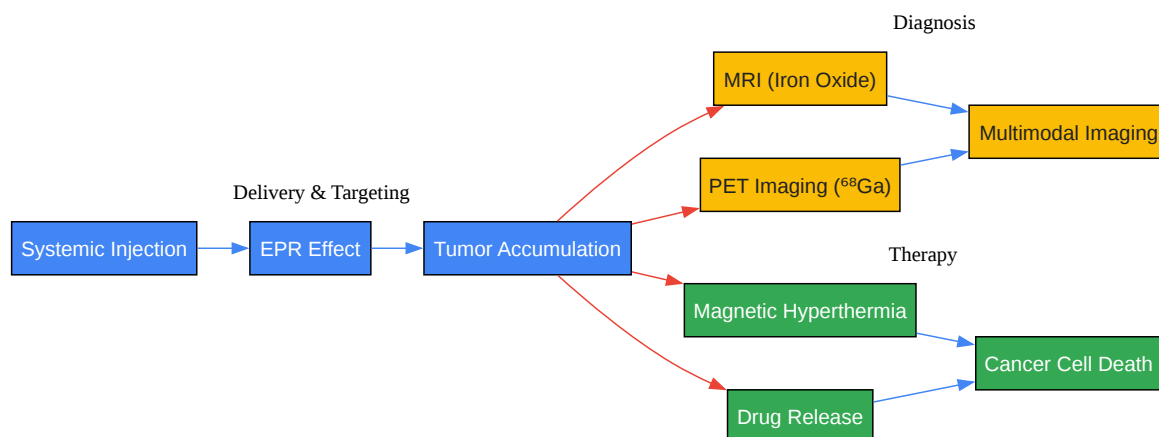 Diagnosis
MRI (Iron Oxide)
Multimodal Imaging
PET Imaging (⁶⁸Ga)
Delivery & Targeting
Systemic Injection
EPR Effect
Tumor Accumulation
Therapy
Magnetic Hyperthermia
Cancer Cell Death
Drug Release